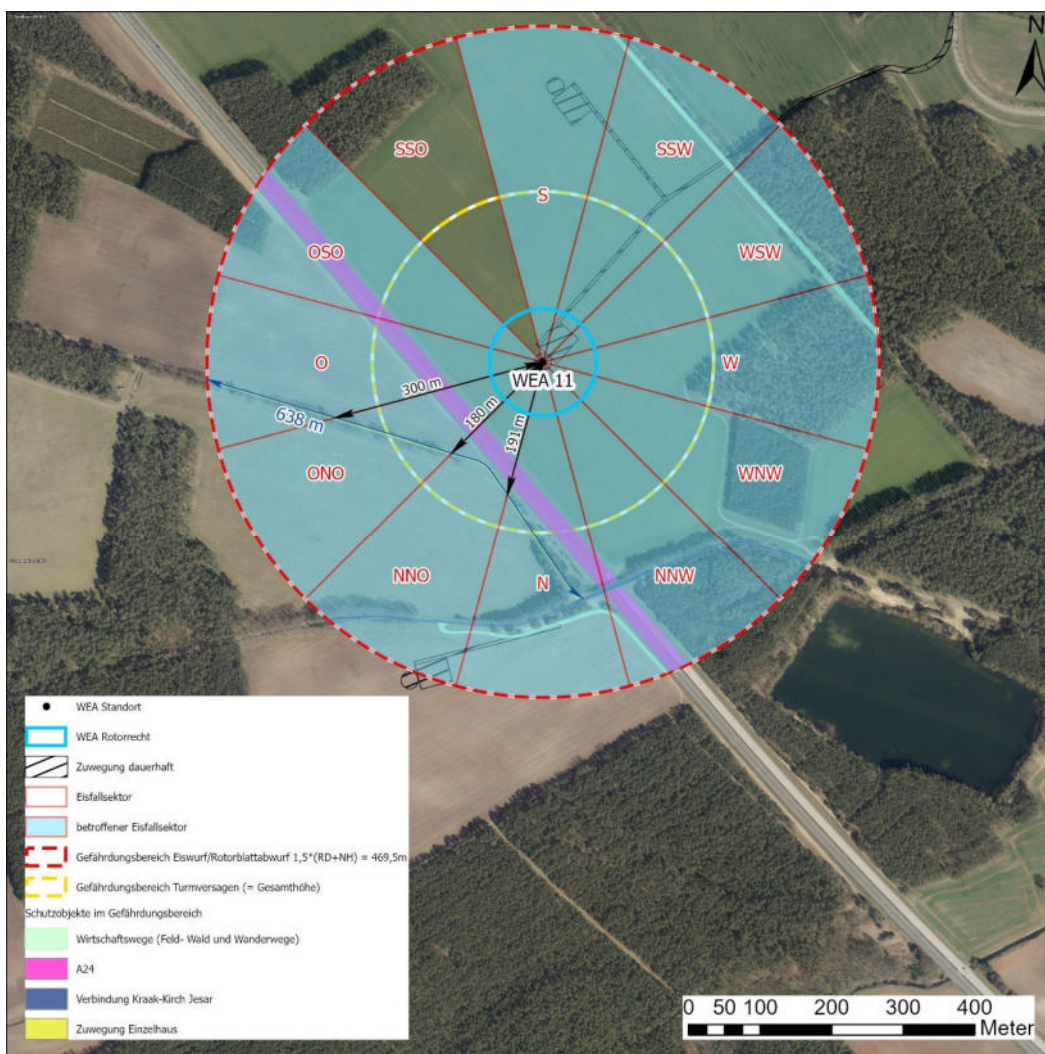 N
SSO
SSW
S
OSO
WSW
O
W
300 m
WEA 11
638 m
180 m
191 m
ONO
WNW
NNO
N
NNW
WEA Standort
WEA Rotorrecht
Zuwegung dauerhaft
Eisfallsektor
betroffener Eisfallsektor
Gefährdungsbereich Eiswurf/Rotorblattabwurf 1,5*(RD+NH) = 469,5m
Gefährdungsbereich Turmversagen (= Gesamthöhe)
Schutzobjekte im Gefährdungsbereich
Wirtschaftswege (Feld- Wald und Wanderwege)
A24
Verbindung Kraak-Kirch Jesar
Zuwegung Einzelhaus
0 50 100 200 300 400
Meter